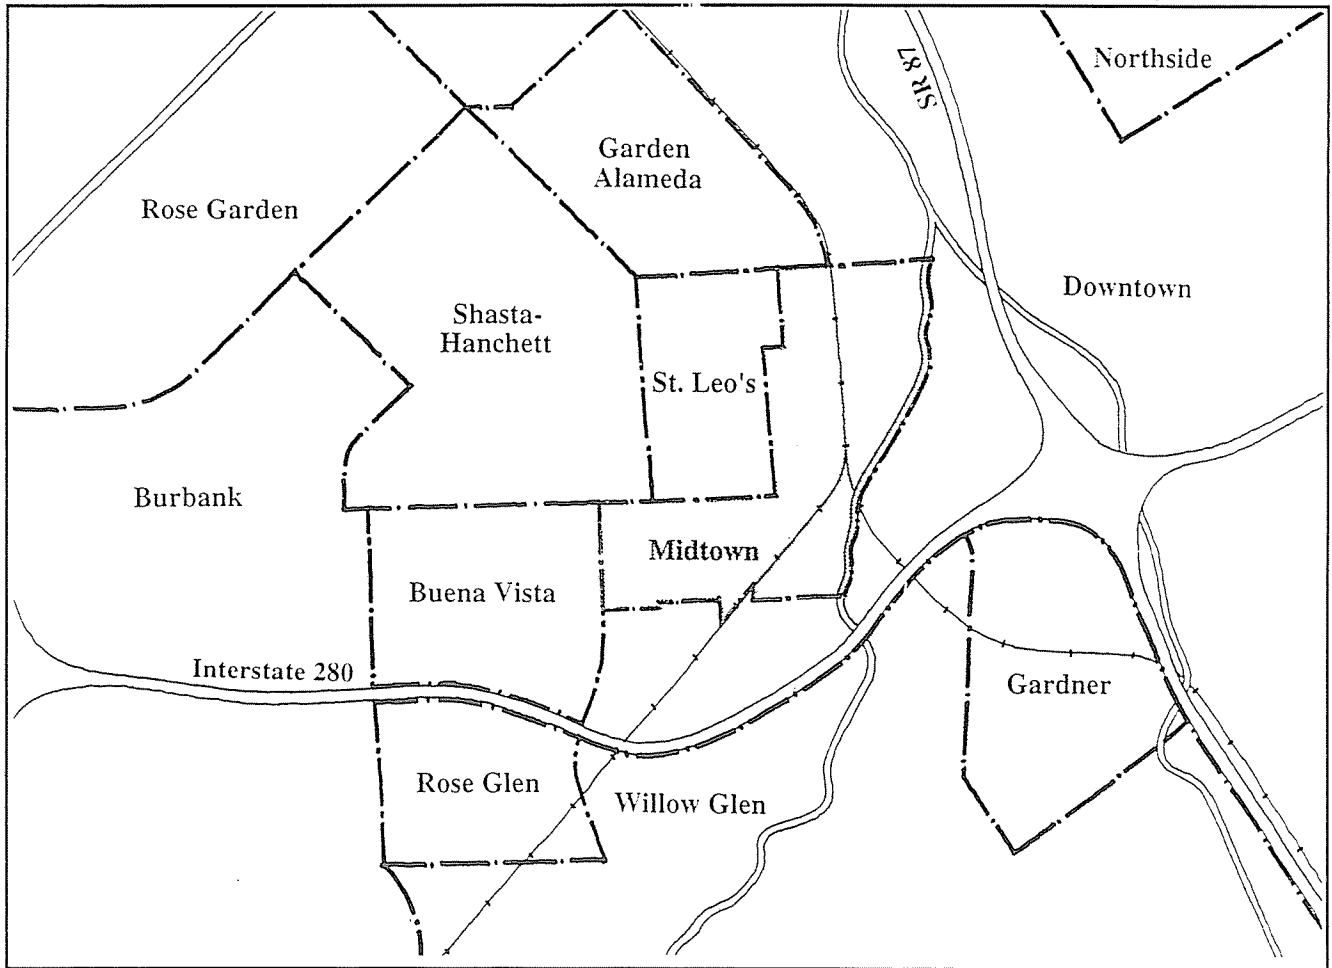 Northside
SR 87
Garden
Alameda
Rose Garden
Downtown
Shasta-
Hanchett
St. Leo's
Burbank
Midtown
Buena Vista
Interstate 280
Gardner
Rose Glen
Willow Glen